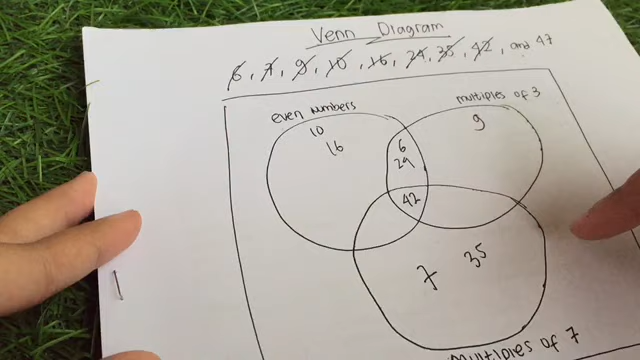 Venn Diagram
6, 7, 9, 10, 16, 24, 35, 42, and 47
even numbers
multiples of 3
10
16
6
24
9
42
7 35
Multiples of 7